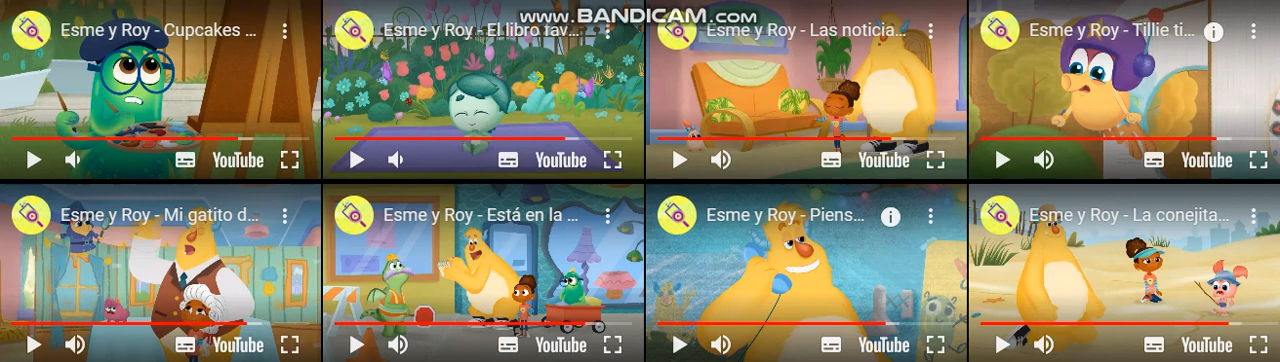 www.BANDICAM.com
Esme y Roy - Cupcakes ...
Esme y Roy - El libro fav...
Esme y Roy - Las noticia...
Esme y Roy - Tillie ti...
YouTube
YouTube
YouTube
YouTube
Esme y Roy - Mi gatito d...
Esme y Roy - Está en la ...
Esme y Roy - Piens...
Esme y Roy - La conejita...
YouTube
YouTube
YouTube
YouTube